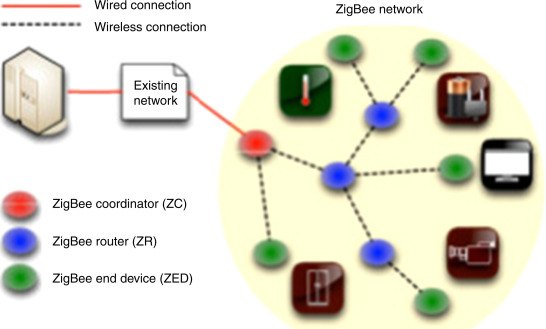 Wired connection
Wireless connection
ZigBee network
Existing
network
ZigBee coordinator (ZC)
ZigBee router (ZR)
ZigBee end device (ZED)